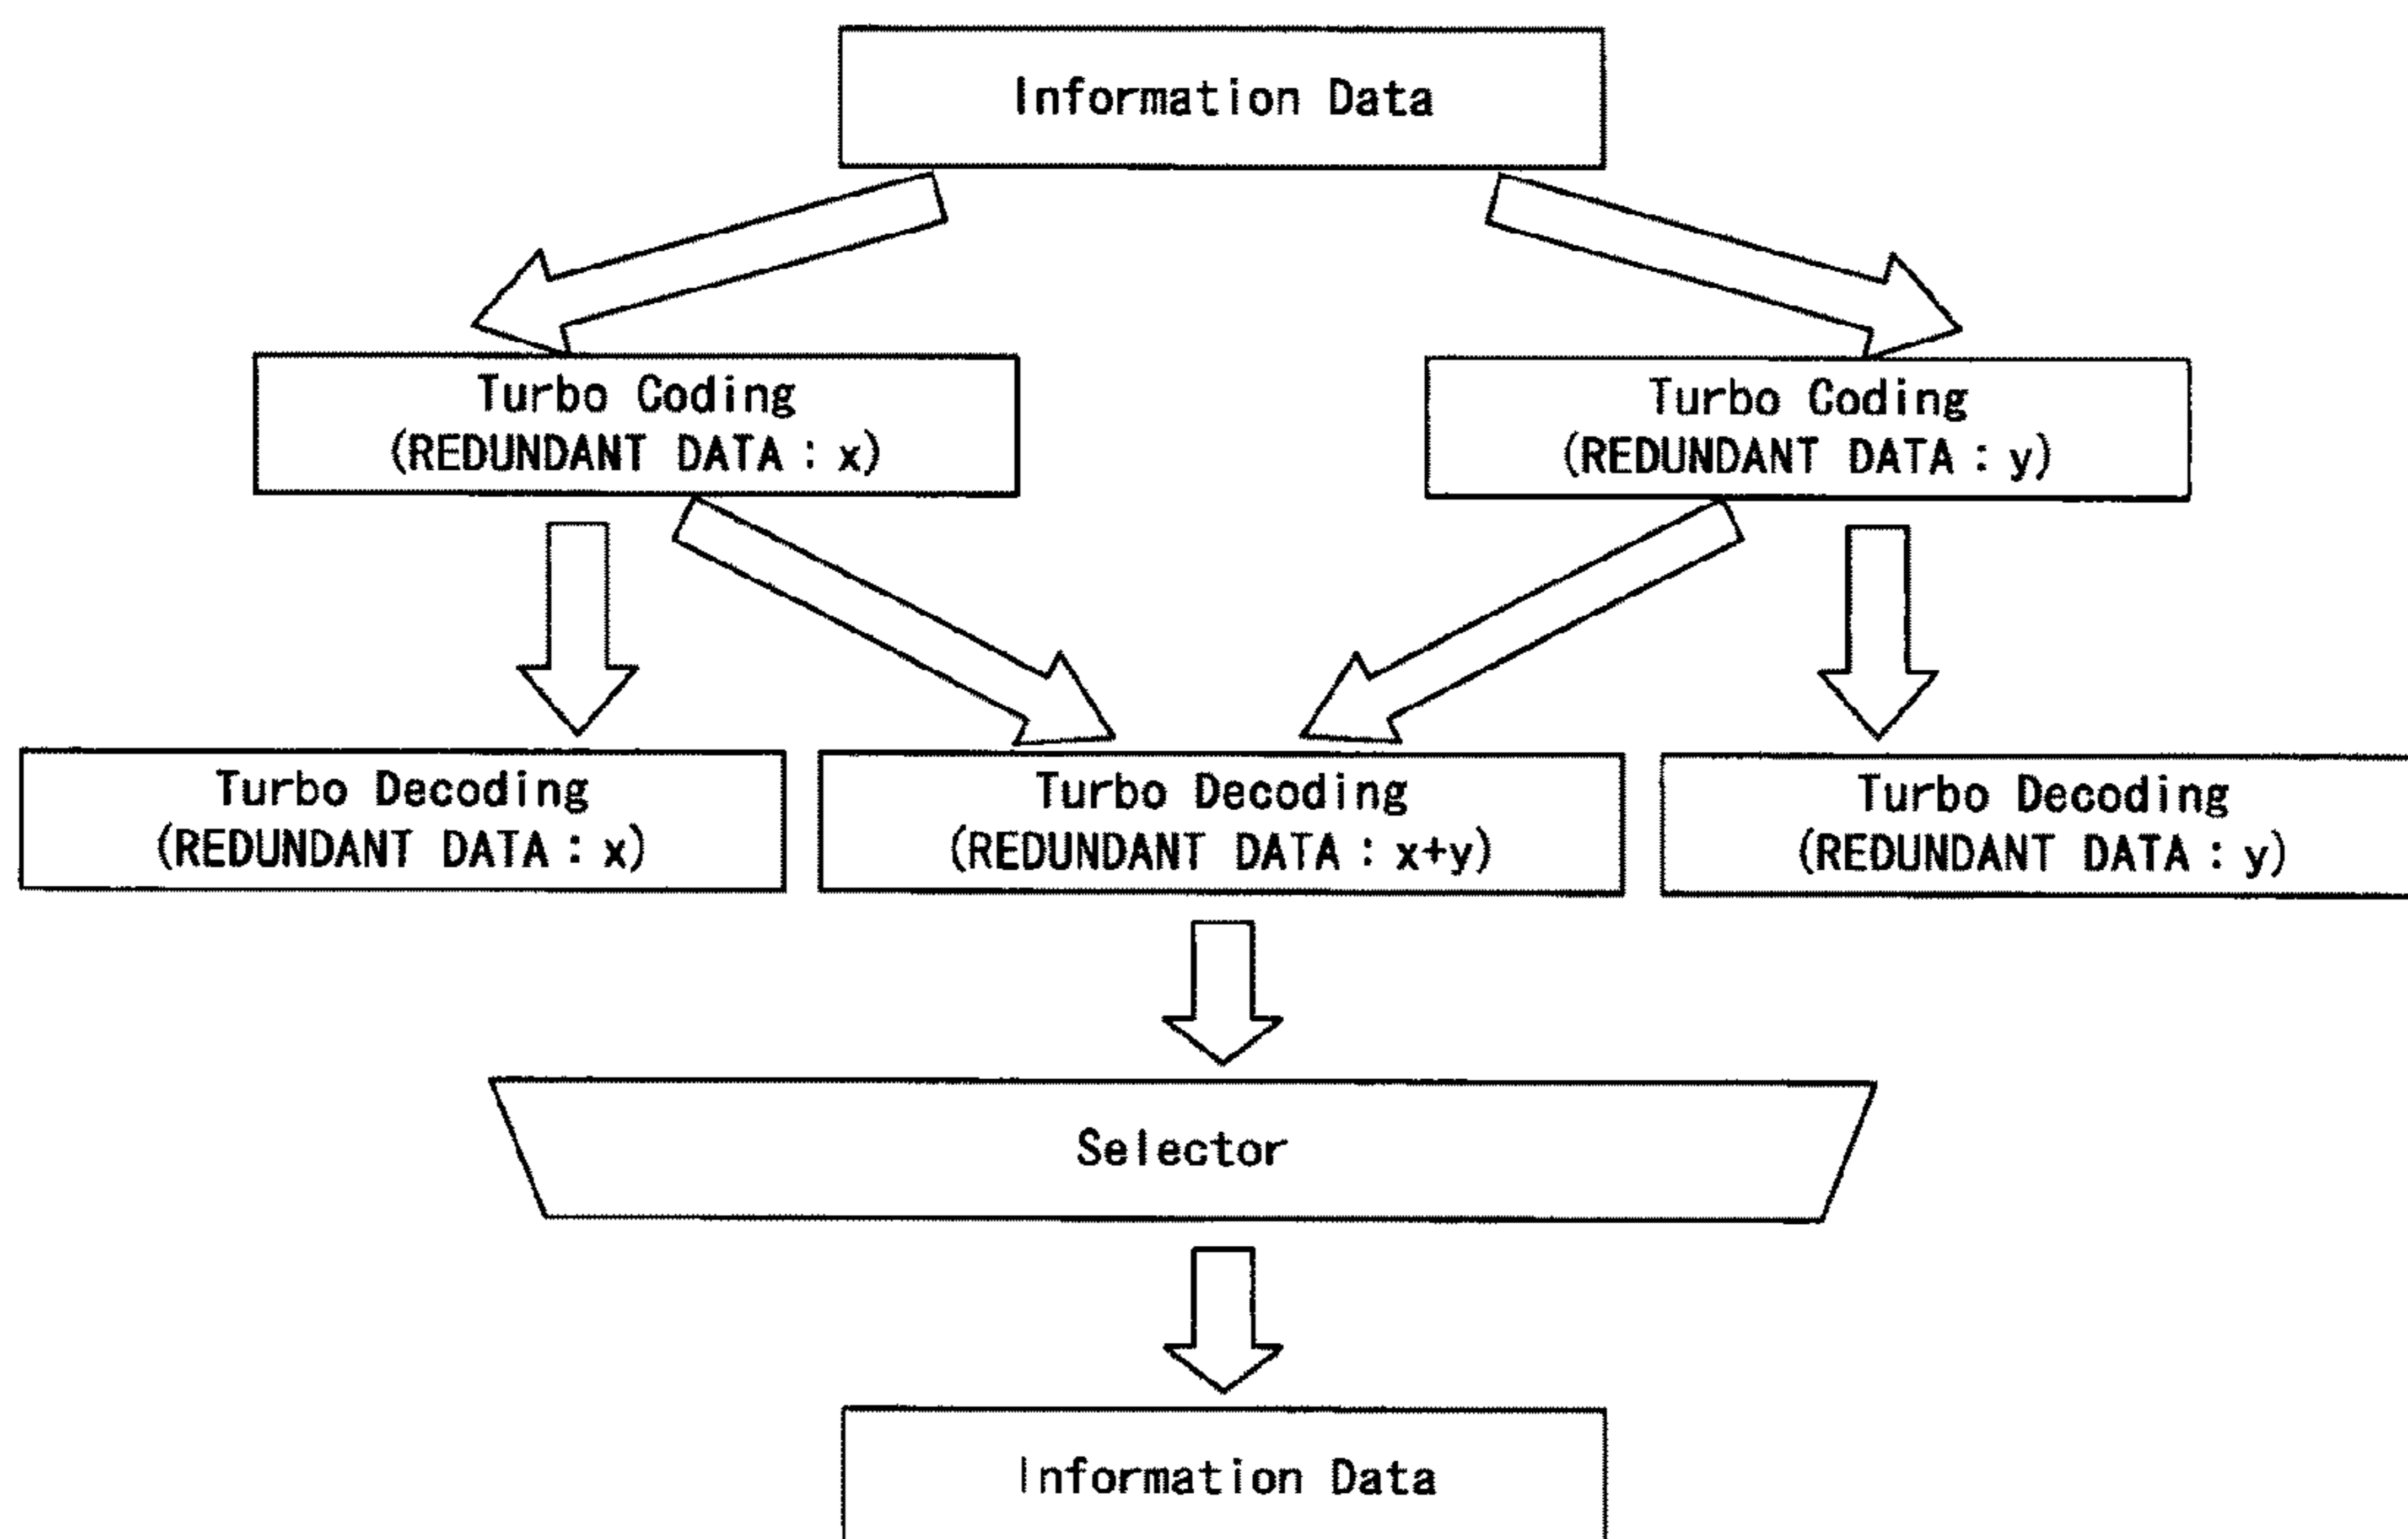 Information Data
Turbo Coding
(REDUNDANT DATA : x)
Turbo Coding
(REDUNDANT DATA : y)
Turbo Decoding
(REDUNDANT DATA : x)
Turbo Decoding
(REDUNDANT DATA : x+y)
Turbo Decoding
(REDUNDANT DATA : y)
Selector
Information Data